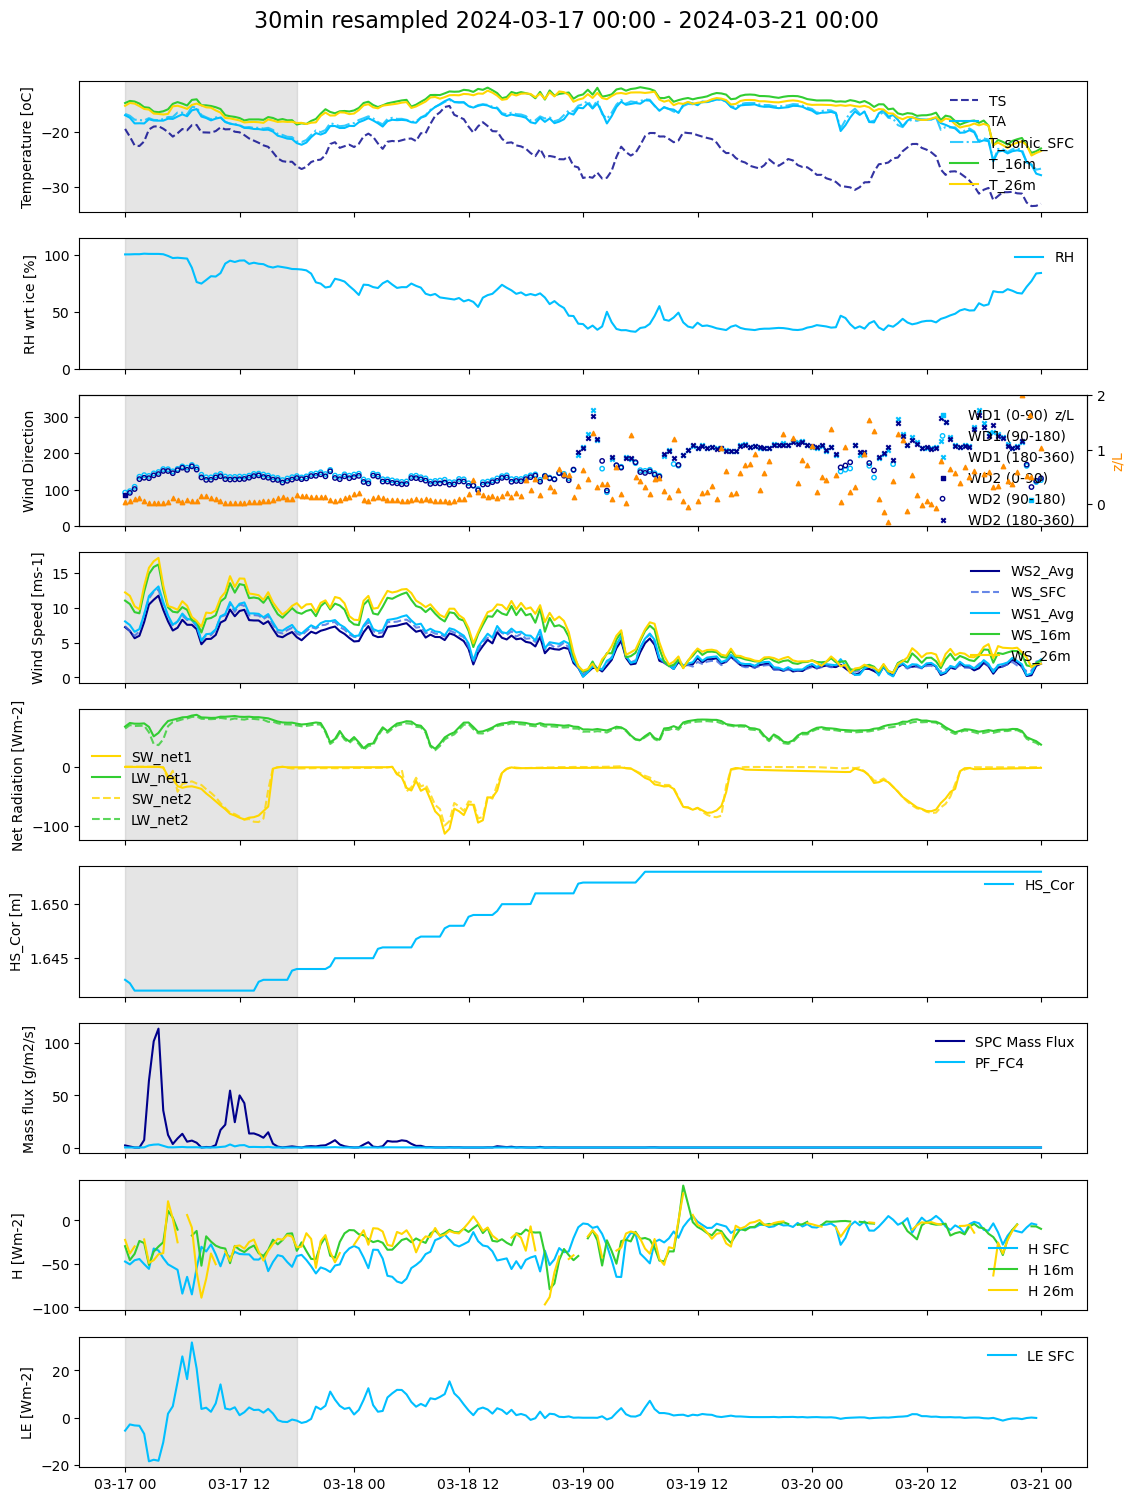 30min resampled 2024-03-17 00:00 - 2024-03-21 00:00
Temperature [oC]
−20
−30
TS
TA
T_sonic_SFC
T_16m
T_26m
RH wrt ice [%]
100
50
0
RH
Wind Direction
300
200
100
0
2
1
0
z/L
WD1 (0-90) z/L
WD1 (90-180)
WD1 (180-360)
WD2 (0-90)
WD2 (90-180)
WD2 (180-360)
Wind Speed [ms-1]
15
10
5
0
WS2_Avg
WS_SFC
WS1_Avg
WS_16m
WS_26m
Net Radiation [Wm-2]
0
−100
SW_net1
LW_net1
SW_net2
LW_net2
HS_Cor [m]
1.650
1.645
HS_Cor
Mass flux [g/m2/s]
100
50
0
SPC Mass Flux
PF_FC4
H [Wm-2]
0
−50
−100
H SFC
H 16m
H 26m
LE [Wm-2]
20
0
−20
LE SFC
03-17 00 03-17 12 03-18 00 03-18 12 03-19 00 03-19 12 03-20 00 03-20 12 03-21 00